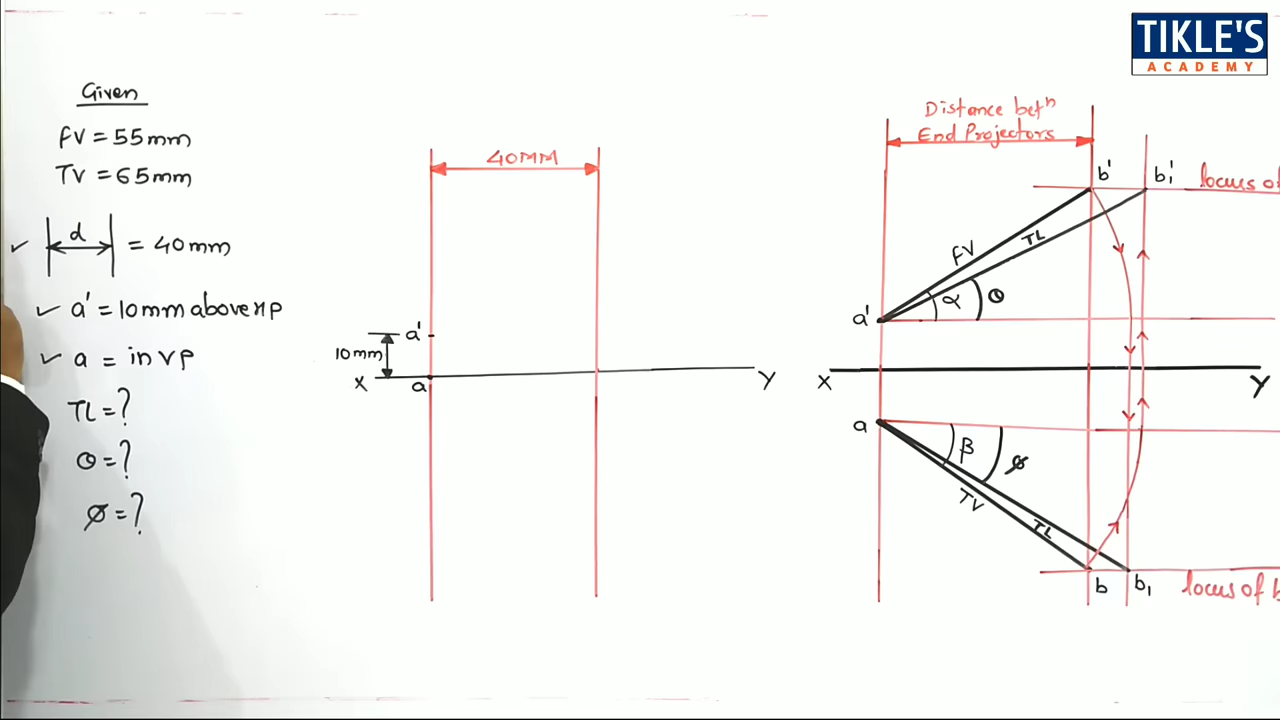 TIKLE'S
ACADEMY
Given
FV = 55mm
TV = 65mm
d = 40mm
✓ a' = 10mm above HP
✓ a = in VP
TL = ?
θ = ?
ø = ?
40MM
a'
10mm
X
a
Y
Distance betⁿ
End Projectors
b'
b₁'
locus of
FV
TL
a'
α
θ
X
Y
a
β
ø
TV
TL
b
b₁
locus of b